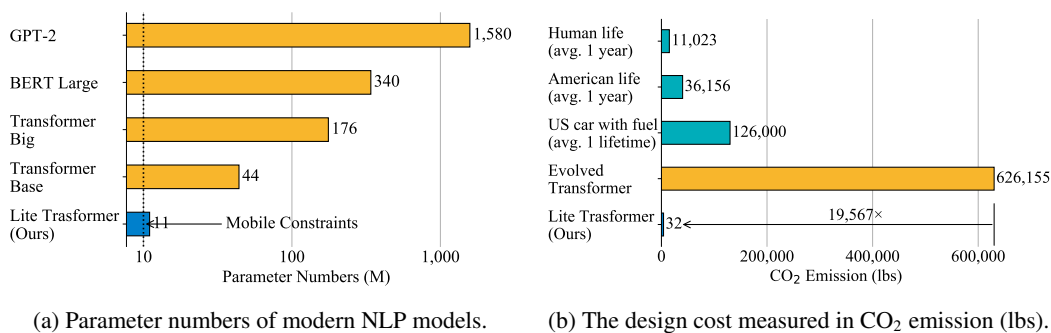 GPT-2
1,580
BERT Large
340
Transformer
Big
176
Transformer
Base
44
Lite Trasformer
(Ours)
11
Mobile Constraints
10
100
1,000
Parameter Numbers (M)
(a) Parameter numbers of modern NLP models.
Human life
(avg. 1 year)
11,023
American life
(avg. 1 year)
36,156
US car with fuel
(avg. 1 lifetime)
126,000
Evolved
Transformer
626,155
Lite Trasformer
(Ours)
32
19,567×
0
200,000
400,000
600,000
CO₂ Emission (lbs)
(b) The design cost measured in CO₂ emission (lbs).